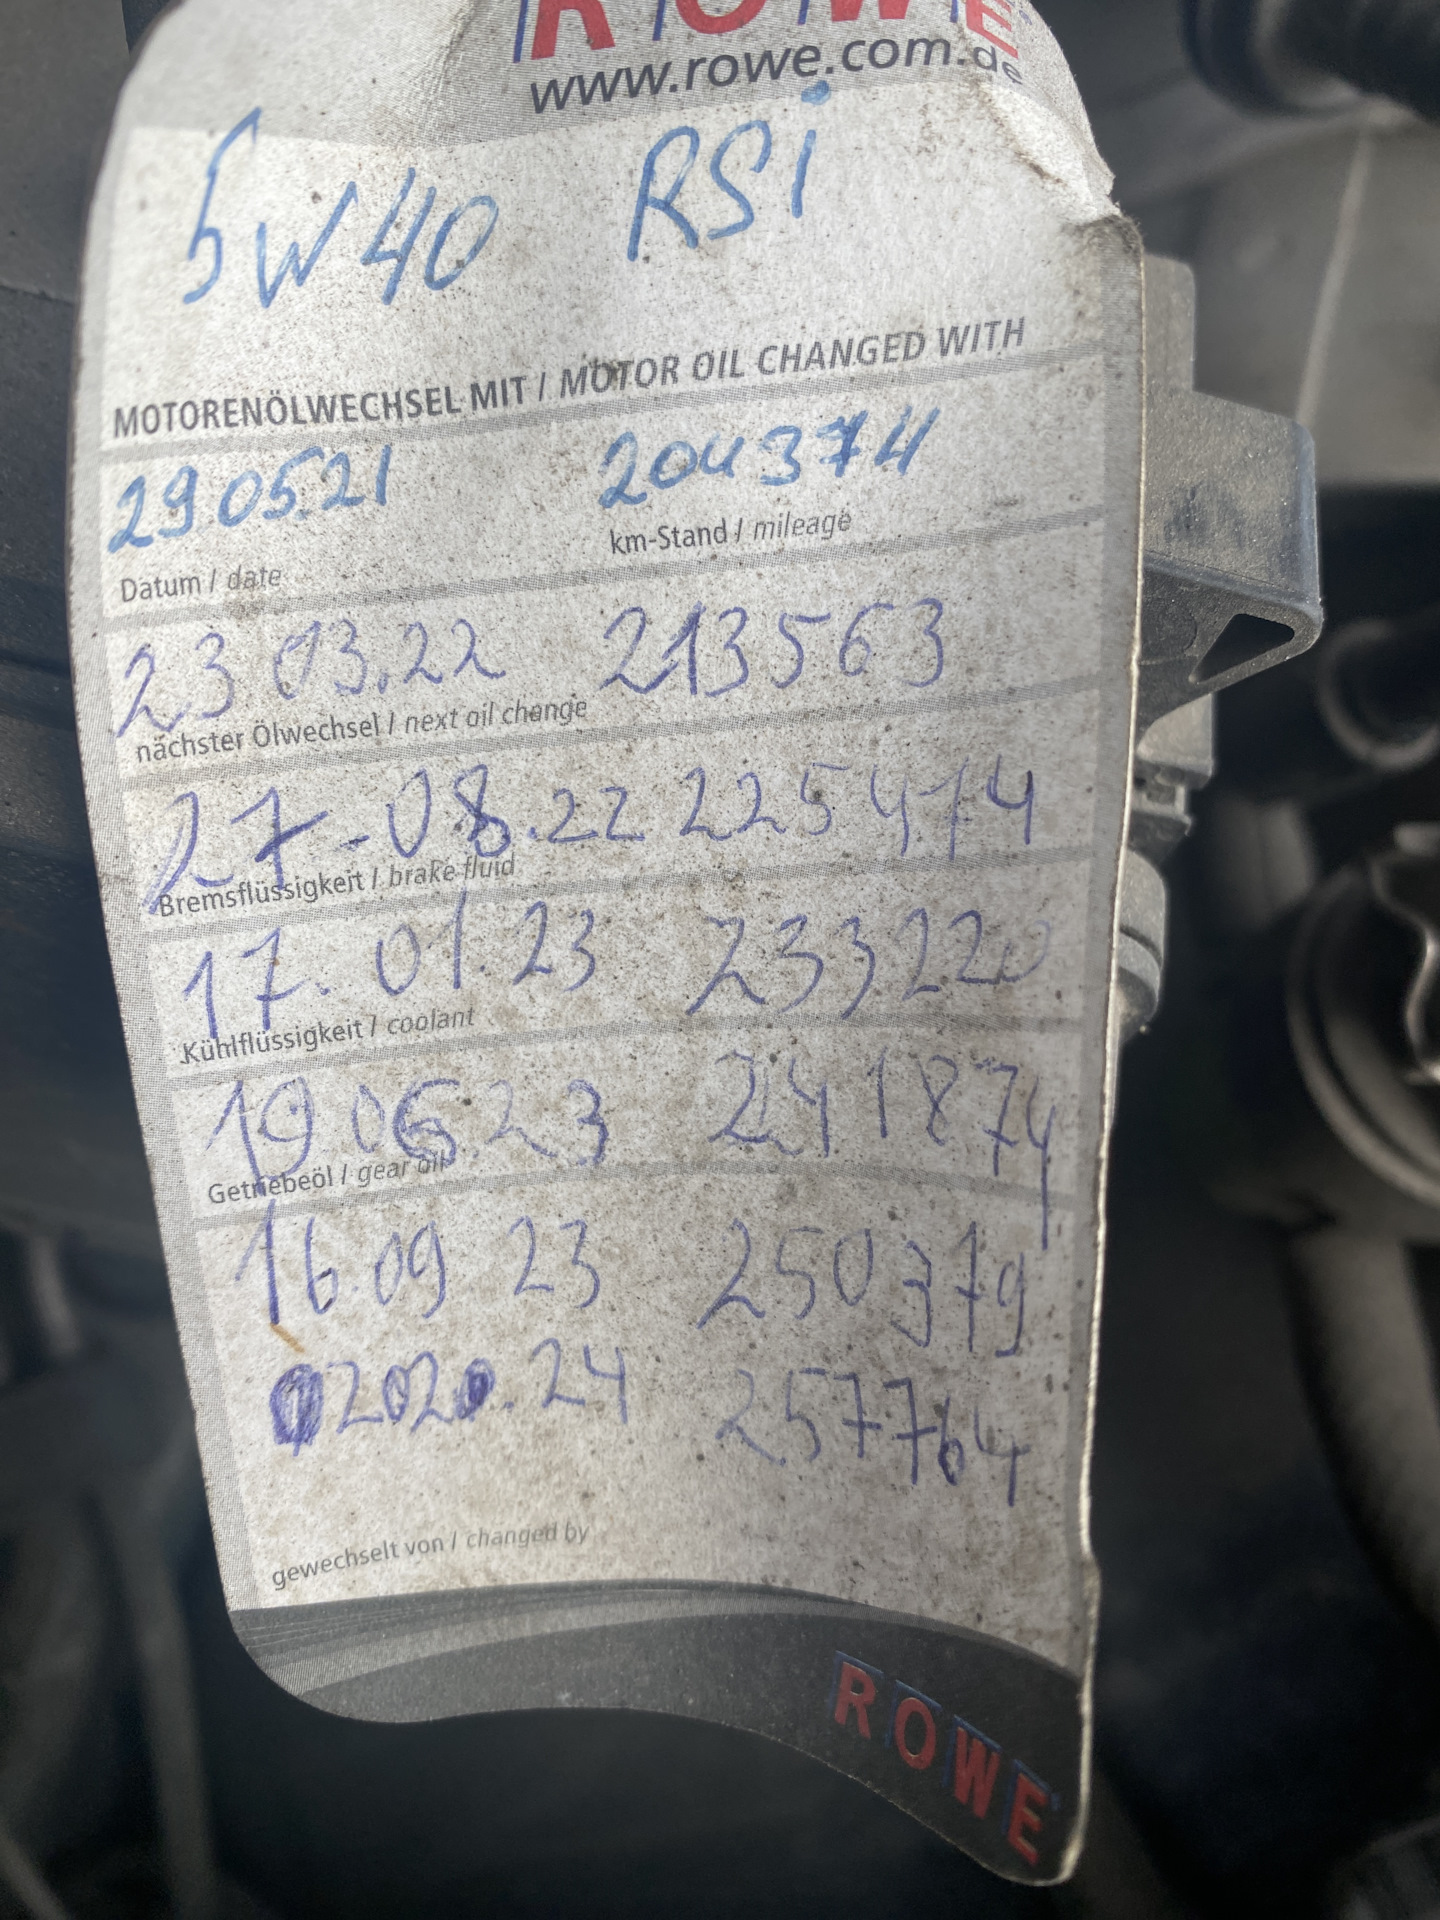 ROWE
www.rowe.com.de
5W40 RSi
MOTORENÖLWECHSEL MIT / MOTOR OIL CHANGED WITH
29.05.21 204374
Datum / date km-Stand / mileage
23 03.22 213563
nächster Ölwechsel / next oil change
27-08.22 225414
Bremsflüssigkeit / brake fluid
17.01.23 233220
Kühlflüssigkeit / coolant
19 06.23 241874
Getriebeöl / gear oil
16.09 23 250379
.24 257764
gewechselt von / changed by
ROWE